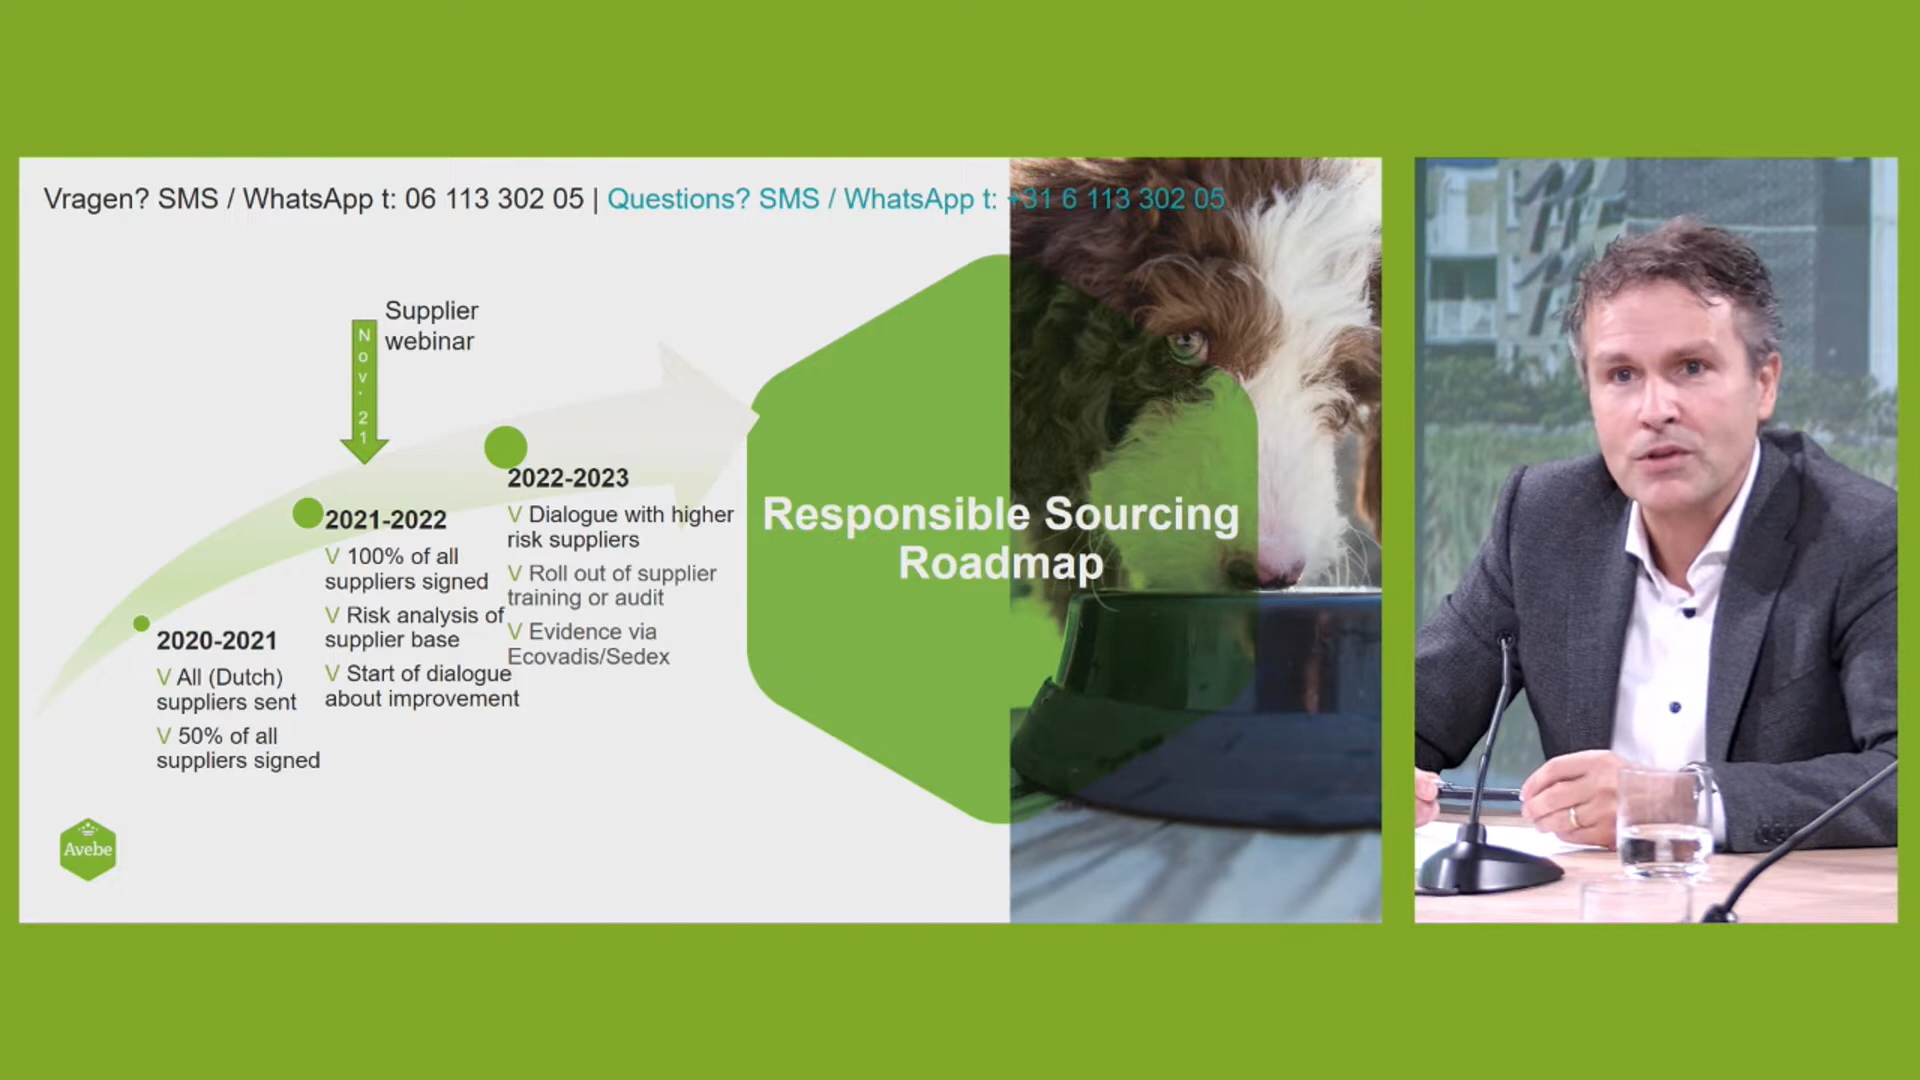 Vragen? SMS / WhatsApp t: 06 113 302 05 | Questions? SMS / WhatsApp t: +31 6 113 302 05
Supplier
webinar
Nov.' 21
2020-2021
V All (Dutch)
suppliers sent
V 50% of all
suppliers signed
2021-2022
V 100% of all
suppliers signed
V Risk analysis of
supplier base
V Start of dialogue
about improvement
2022-2023
V Dialogue with higher
risk suppliers
V Roll out of supplier
training or audit
V Evidence via
Ecovadis/Sedex
Responsible Sourcing
Roadmap
Avebe